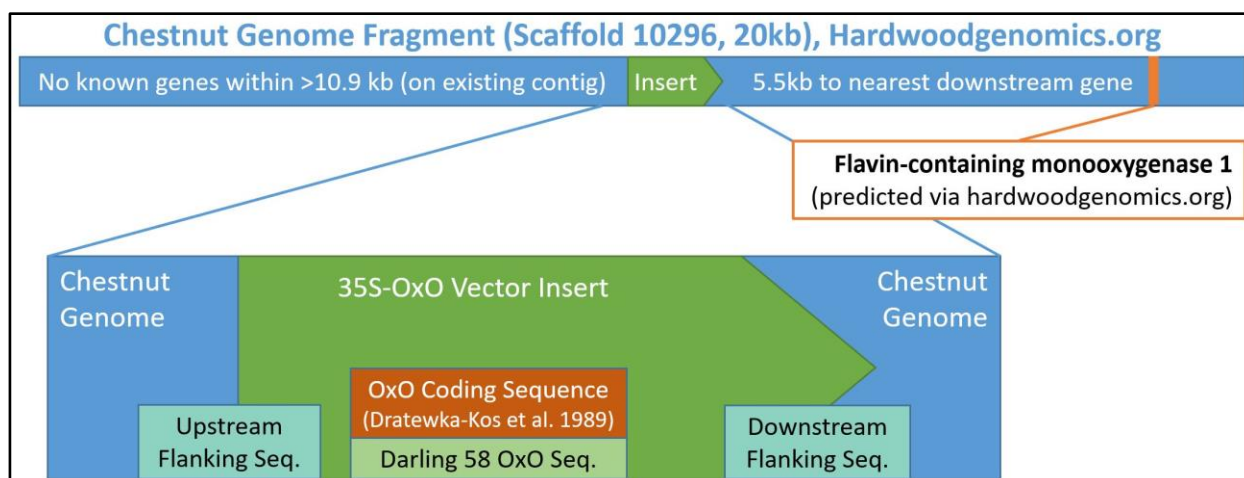 Chestnut Genome Fragment (Scaffold 10296, 20kb), Hardwoodgenomics.org
No known genes within >10.9 kb (on existing contig)
Insert
5.5kb to nearest downstream gene
Flavin-containing monooxygenase 1
(predicted via hardwoodgenomics.org)
Chestnut
Genome
35S-OxO Vector Insert
Chestnut
Genome
OxO Coding Sequence
(Dratewka-Kos et al. 1989)
Upstream
Flanking Seq.
Darling 58 OxO Seq.
Downstream
Flanking Seq.